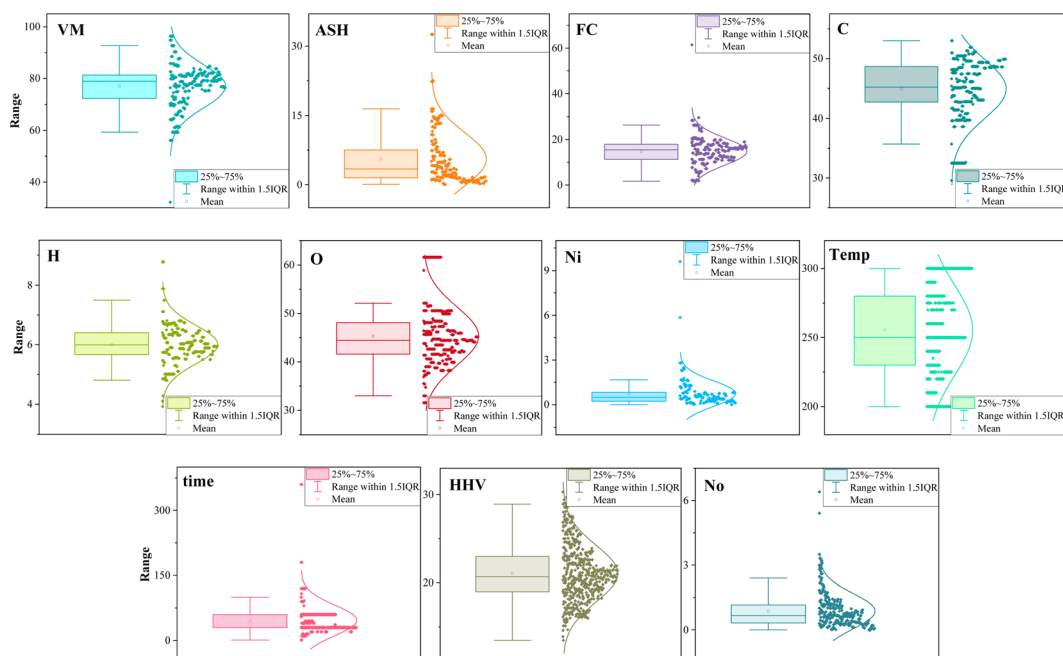 VM
100
80
60
40
Range
25%~75%
Range within 1.5IQR
Mean
ASH
30
15
0
25%~75%
Range within 1.5IQR
Mean
FC
60
40
20
0
25%~75%
Range within 1.5IQR
Mean
C
50
40
30
25%~75%
Range within 1.5IQR
Mean
H
8
6
4
Range
25%~75%
Range within 1.5IQR
Mean
O
60
50
40
30
25%~75%
Range within 1.5IQR
Mean
Ni
9
6
3
0
25%~75%
Range within 1.5IQR
Mean
Temp
300
250
200
25%~75%
Range within 1.5IQR
Mean
time
300
150
0
Range
25%~75%
Range within 1.5IQR
Mean
HHV
30
20
25%~75%
Range within 1.5IQR
Mean
No
6
3
0
25%~75%
Range within 1.5IQR
Mean